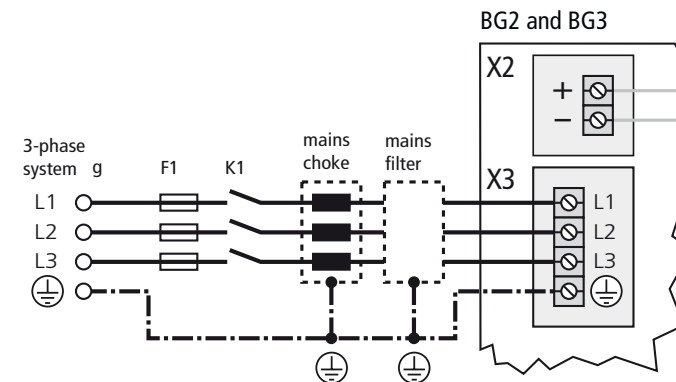 BG2 and BG3
X2
+
−
3-phase
system g
F1
K1
mains
choke
mains
filter
X3
L1
L2
L3
L1
L2
L3